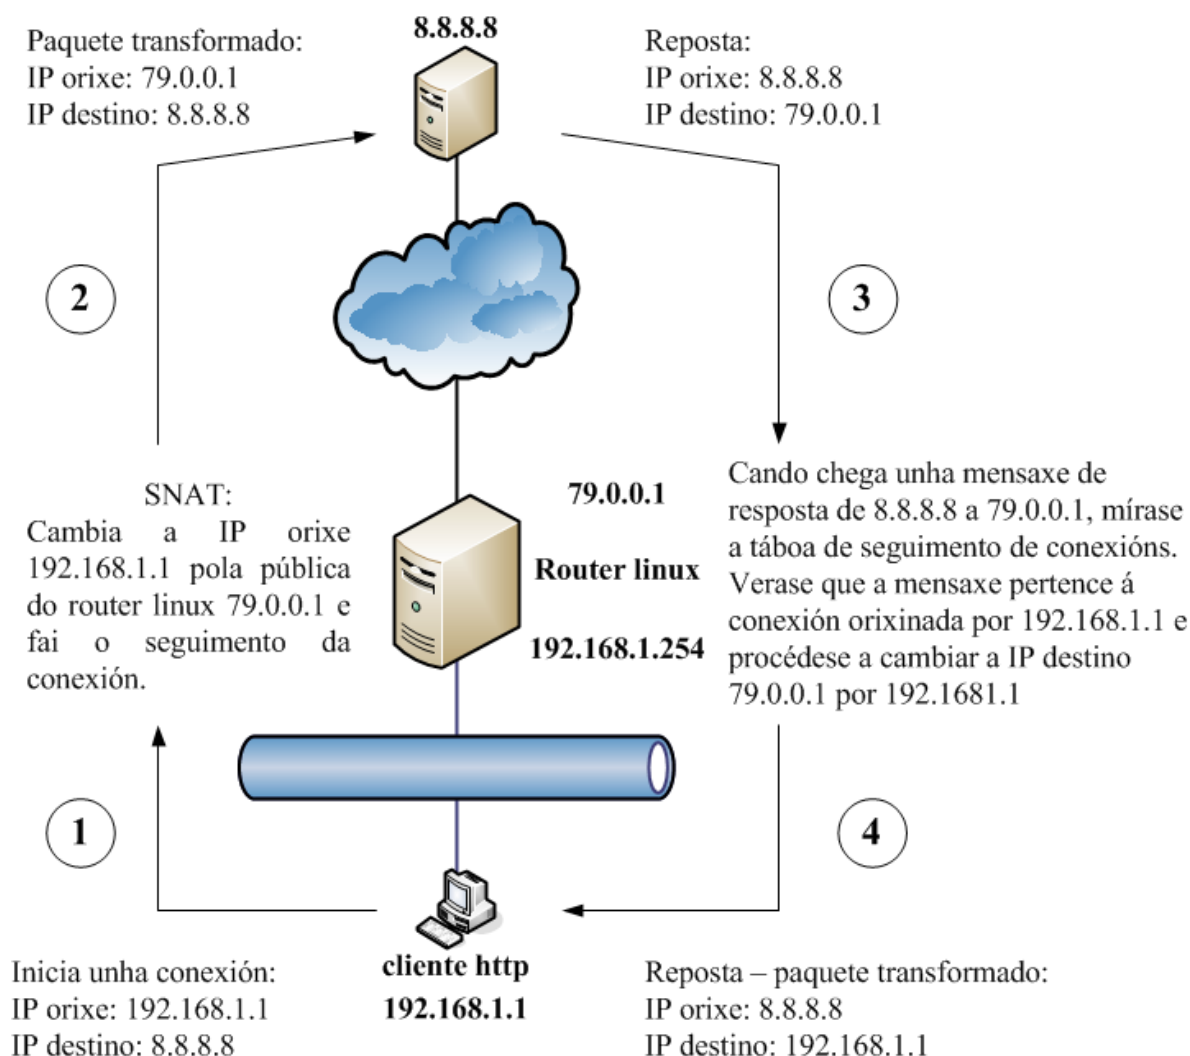 8.8.8.8
Paquete transformado:
IP orixe: 79.0.0.1
IP destino: 8.8.8.8
Reposta:
IP orixe: 8.8.8.8
IP destino: 79.0.0.1
2
3
SNAT:
Cambia a IP orixe
192.168.1.1 pola pública
do router linux 79.0.0.1 e
fai o seguimento da
conexión.
79.0.0.1
Router linux
192.168.1.254
Cando chega unha mensaxe de
resposta de 8.8.8.8 a 79.0.0.1, mírase
a táboa de seguimento de conexións.
Verase que a mensaxe pertence á
conexión orixinada por 192.168.1.1 e
procédese a cambiar a IP destino
79.0.0.1 por 192.1681.1
1
4
cliente http
192.168.1.1
Inicia unha conexión:
IP orixe: 192.168.1.1
IP destino: 8.8.8.8
Reposta – paquete transformado:
IP orixe: 8.8.8.8
IP destino: 192.168.1.1